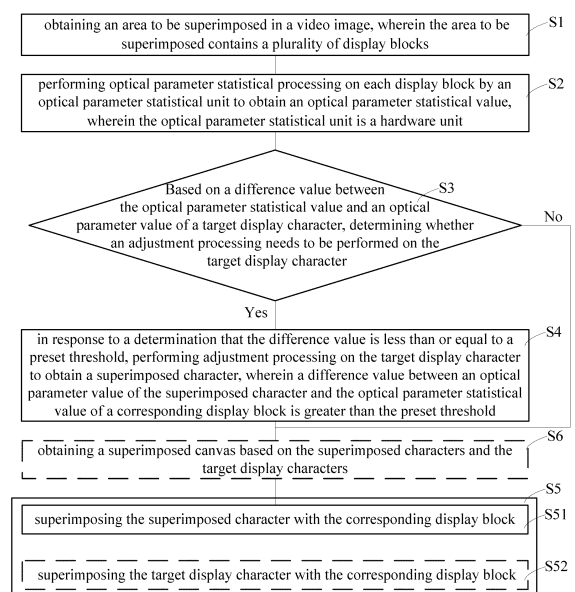 obtaining an area to be superimposed in a video image, wherein the area to be
superimposed contains a plurality of display blocks
S1
performing optical parameter statistical processing on each display block by an
optical parameter statistical unit to obtain an optical parameter statistical value,
wherein the optical parameter statistical unit is a hardware unit
S2
Based on a difference value between
the optical parameter statistical value and an optical
parameter value of a target display character, determining whether
an adjustment processing needs to be performed on the
target display character
S3
No
Yes
in response to a determination that the difference value is less than or equal to a
preset threshold, performing adjustment processing on the target display character
to obtain a superimposed character, wherein a difference value between an optical
parameter value of the superimposed character and the optical parameter statistical
value of a corresponding display block is greater than the preset threshold
S4
S6
obtaining a superimposed canvas based on the superimposed characters and the
target display characters
S5
superimposing the superimposed character with the corresponding display block
S51
superimposing the target display character with the corresponding display block
S52